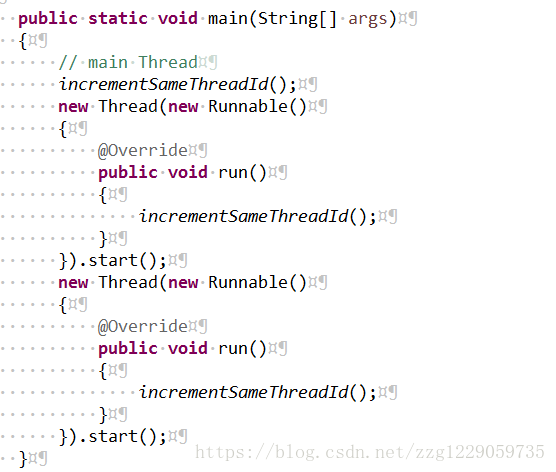 public static void main(String[] args)¤¶
{¤¶
// main Thread¤¶
incrementSameThreadId();¤¶
new Thread(new Runnable()¤¶
{¤¶
@Override¤¶
public void run()¤¶
{¤¶
incrementSameThreadId();¤¶
}¤¶
}).start();¤¶
new Thread(new Runnable()¤¶
{¤¶
@Override¤¶
public void run()¤¶
{¤¶
incrementSameThreadId();¤¶
}¤¶
}).start();¤¶
}¤¶
https://blog.csdn.net/zzg1229059735